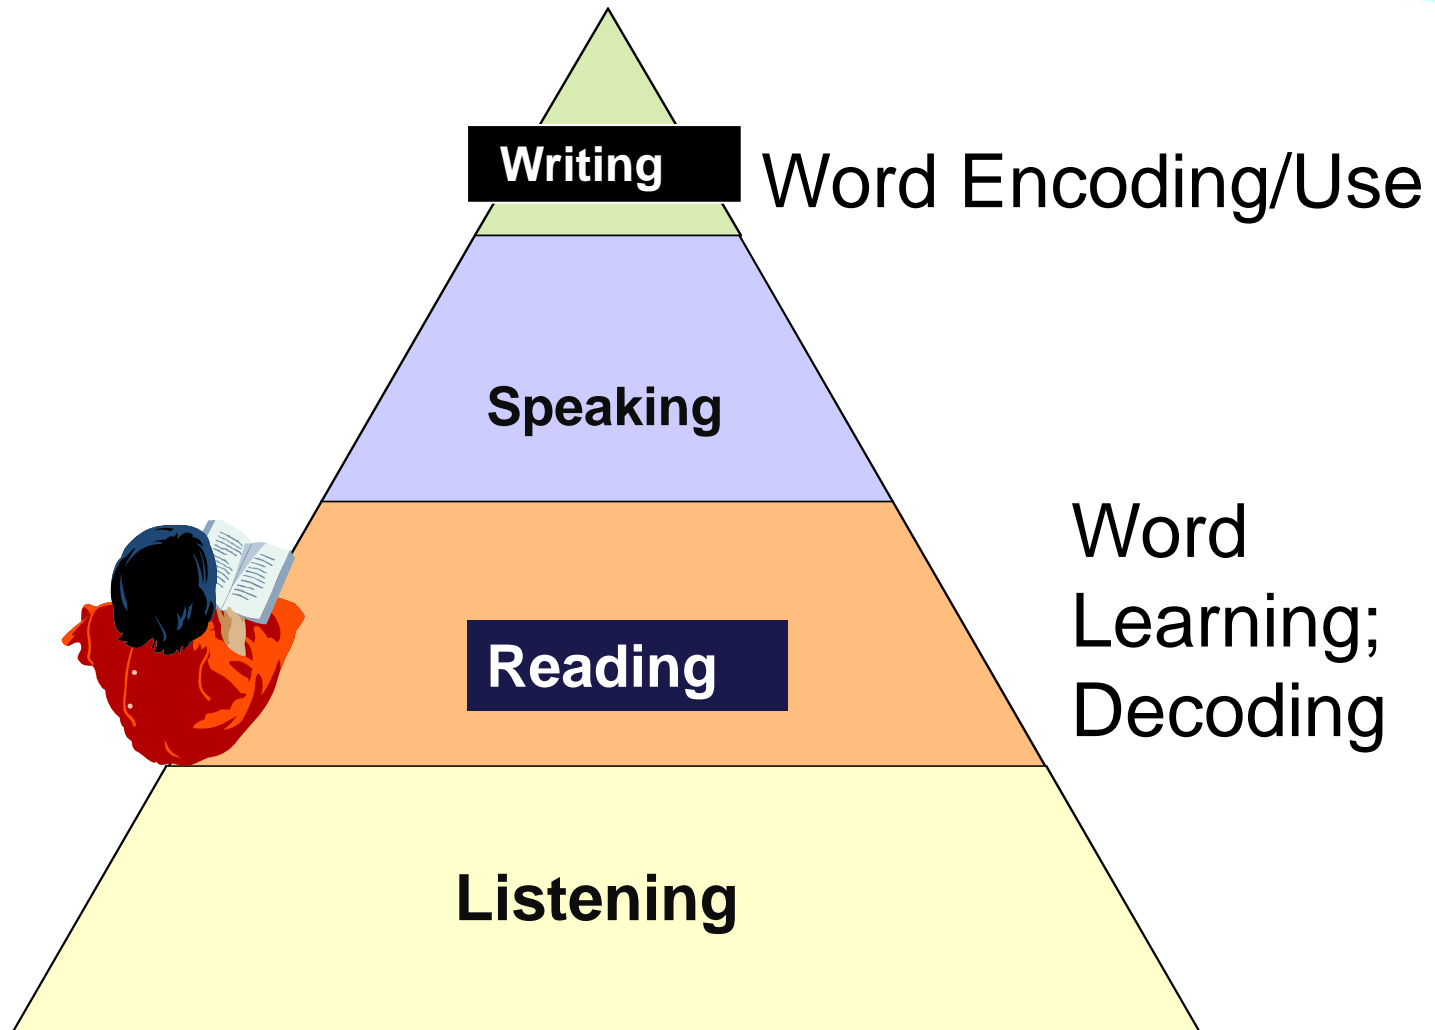 Writing
Word Encoding/Use
Speaking
Word
Learning;
Decoding
Reading
Listening